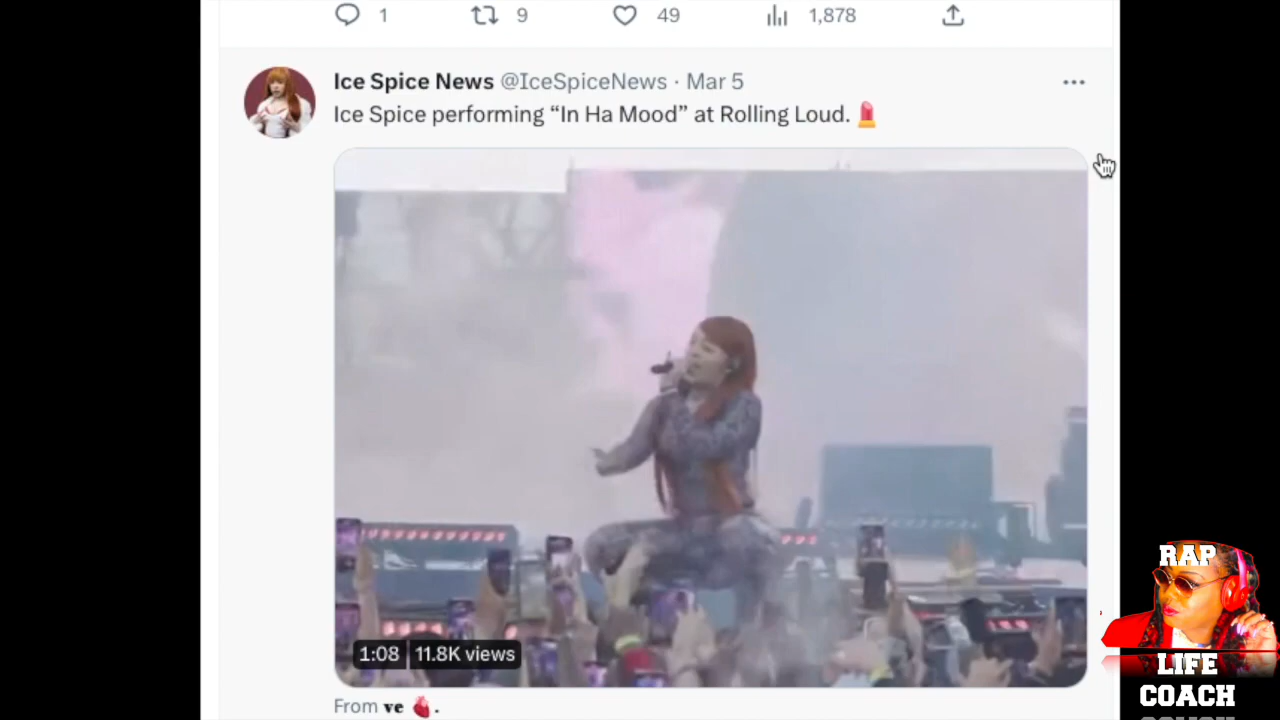 1 9 49 1,878
Ice Spice News @IceSpiceNews · Mar 5
Ice Spice performing “In Ha Mood” at Rolling Loud. 💄
1:08 11.8K views
From ve 🫀.
RAP
LIFE
COACH